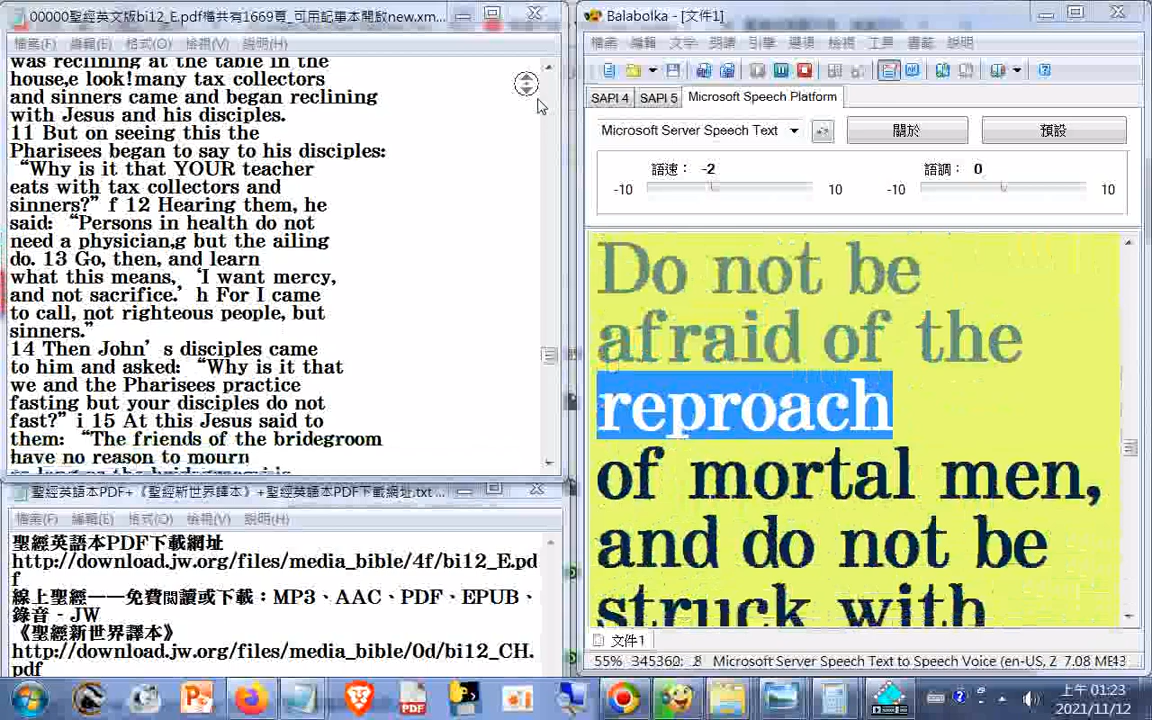 00000聖經英文版bi12_E.pdf檔共有1669頁_可用記事本開啟new.xm...
檔案(F) 編輯(E) 格式(O) 檢視(V) 說明(H)
was reclining at the table in the
house,e look!many tax collectors
and sinners came and began reclining
with Jesus and his disciples.
11 But on seeing this the
Pharisees began to say to his disciples:
“Why is it that YOUR teacher
eats with tax collectors and
sinners?” f 12 Hearing them, he
said: “Persons in health do not
need a physician,g but the ailing
do. 13 Go, then, and learn
what this means, ‘I want mercy,
and not sacrifice.’ h For I came
to call, not righteous people, but
sinners.”
14 Then John’s disciples came
to him and asked: “Why is it that
we and the Pharisees practice
fasting but your disciples do not
fast?” i 15 At this Jesus said to
them: “The friends of the bridegroom
have no reason to mourn
聖經英語本PDF+《聖經新世界譯本》+聖經英語本PDF下載網址.txt ...
檔案(F) 編輯(E) 格式(O) 檢視(V) 說明(H)
聖經英語本PDF下載網址
http://download.jw.org/files/media_bible/4f/bi12_E.pd
f
線上聖經——免費閱讀或下載：MP3、AAC、PDF、EPUB、
錄音 - JW
《聖經新世界譯本》
http://download.jw.org/files/media_bible/0d/bi12_CH.
pdf
Balabolka - [文件1]
檔案 編輯 文字 朗讀 引擎 選項 檢視 工具 書籤 說明
SAPI 4 SAPI 5 Microsoft Speech Platform
Microsoft Server Speech Text 關於 預設
語速： -2 語調： 0
-10 10 -10 10
Do not be
afraid of the
reproach
of mortal men,
and do not be
struck with
文件1
55% Microsoft Server Speech Text to Speech Voice (en-US, Z 7.08 ME
上午 01:23
2021/11/12